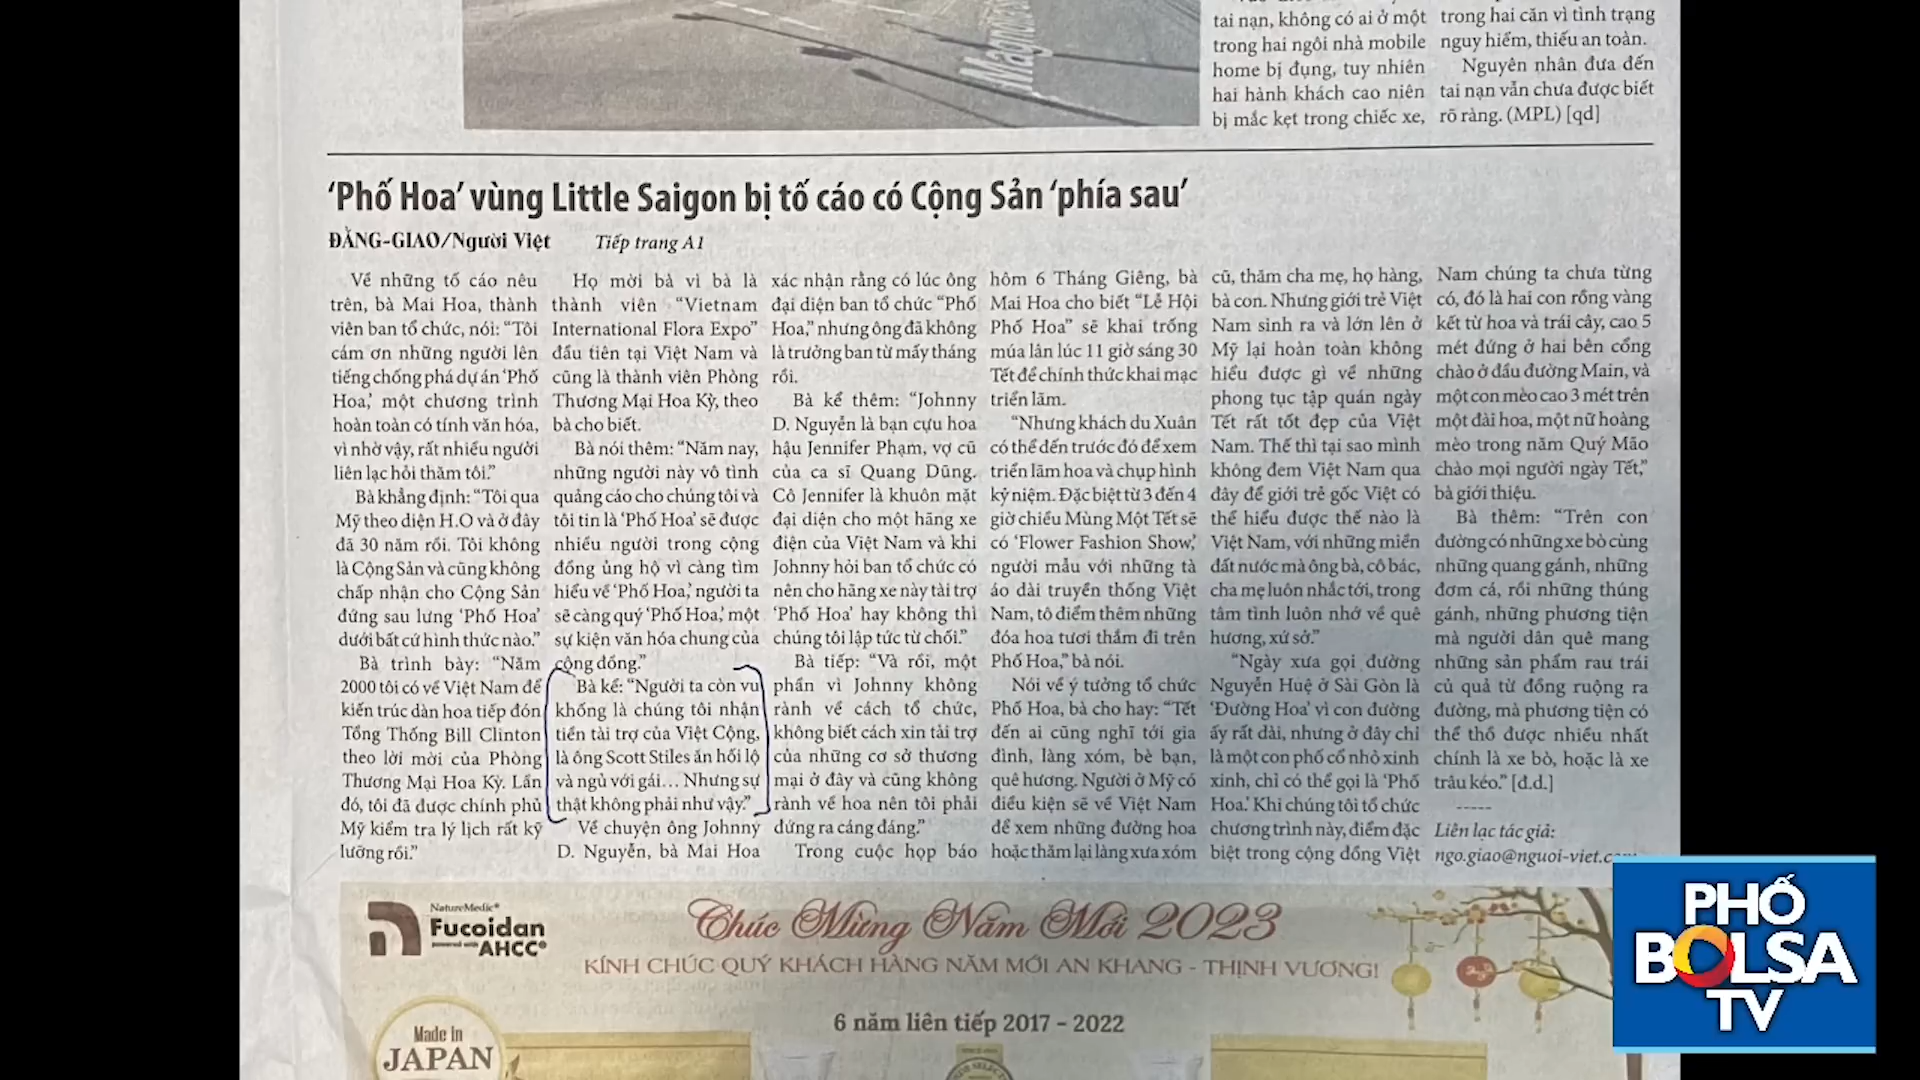 tai nạn, không có ai ở một
trong hai ngôi nhà mobile
home bị đụng, tuy nhiên
hai hành khách cao niên
bị mắc kẹt trong chiếc xe,
trong hai căn vì tình trạng
nguy hiểm, thiếu an toàn.
Nguyên nhân đưa đến
tai nạn vẫn chưa được biết
rõ ràng. (MPL) [qd]
‘Phố Hoa’ vùng Little Saigon bị tố cáo có Cộng Sản ‘phía sau’
ĐẰNG-GIAO/Người Việt Tiếp trang A1
Về những tố cáo nêu
trên, bà Mai Hoa, thành
viên ban tổ chức, nói: “Tôi
cám ơn những người lên
tiếng chống phá dự án ‘Phố
Hoa,’ một chương trình
hoàn toàn có tính văn hóa,
vì nhờ vậy, rất nhiều người
liên lạc hỏi thăm tôi.”
Bà khẳng định: “Tôi qua
Mỹ theo diện H.O và ở đây
đã 30 năm rồi. Tôi không
là Cộng Sản và cũng không
chấp nhận cho Cộng Sản
đứng sau lưng ‘Phố Hoa’
dưới bất cứ hình thức nào.”
Bà trình bày: “Năm
2000 tôi có về Việt Nam để
kiến trúc dàn hoa tiếp đón
Tổng Thống Bill Clinton
theo lời mời của Phòng
Thương Mại Hoa Kỳ. Lần
đó, tôi đã được chính phủ
Mỹ kiểm tra lý lịch rất kỹ
lưỡng rồi.”
Họ mời bà vì bà là
thành viên “Vietnam
International Flora Expo”
đầu tiên tại Việt Nam và
cũng là thành viên Phòng
Thương Mại Hoa Kỳ, theo
bà cho biết.
Bà nói thêm: “Năm nay,
những người này vô tình
quảng cáo cho chúng tôi và
tôi tin là ‘Phố Hoa’ sẽ được
nhiều người trong cộng
đồng ủng hộ vì càng tìm
hiểu về ‘Phố Hoa,’ người ta
sẽ càng quý ‘Phố Hoa,’ một
sự kiện văn hóa chung của
cộng đồng.”
Bà kể: “Người ta còn vu
khống là chúng tôi nhận
tiền tài trợ của Việt Cộng,
là ông Scott Stiles ăn hối lộ
và ngủ với gái… Nhưng sự
thật không phải như vậy.”
Về chuyện ông Johnny
D. Nguyễn, bà Mai Hoa
xác nhận rằng có lúc ông
đại diện ban tổ chức “Phố
Hoa,” nhưng ông đã không
là trưởng ban từ mấy tháng
rồi.
Bà kể thêm: “Johnny
D. Nguyễn là bạn cựu hoa
hậu Jennifer Phạm, vợ cũ
của ca sĩ Quang Dũng.
Cô Jennifer là khuôn mặt
đại diện cho một hãng xe
điện của Việt Nam và khi
Johnny hỏi ban tổ chức có
nên cho hãng xe này tài trợ
‘Phố Hoa’ hay không thì
chúng tôi lập tức từ chối.”
Bà tiếp: “Và rồi, một
phần vì Johnny không
rành về cách tổ chức,
không biết cách xin tài trợ
của những cơ sở thương
mại ở đây và cũng không
rành về hoa nên tôi phải
đứng ra cáng đáng.”
Trong cuộc họp báo
hôm 6 Tháng Giêng, bà
Mai Hoa cho biết “Lễ Hội
Phố Hoa” sẽ khai trống
múa lân lúc 11 giờ sáng 30
Tết để chính thức khai mạc
triển lãm.
“Nhưng khách du Xuân
có thể đến trước đó để xem
triển lãm hoa và chụp hình
kỷ niệm. Đặc biệt từ 3 đến 4
giờ chiều Mùng Một Tết sẽ
có ‘Flower Fashion Show,’
người mẫu với những tà
áo dài truyền thống Việt
Nam, tô điểm thêm những
đóa hoa tươi thắm đi trên
Phố Hoa,” bà nói.
Nói về ý tưởng tổ chức
Phố Hoa, bà cho hay: “Tết
đến ai cũng nghĩ tới gia
đình, làng xóm, bè bạn,
quê hương. Người ở Mỹ có
điều kiện sẽ về Việt Nam
để xem những đường hoa
hoặc thăm lại làng xưa xóm
cũ, thăm cha mẹ, họ hàng,
bà con. Nhưng giới trẻ Việt
Nam sinh ra và lớn lên ở
Mỹ lại hoàn toàn không
hiểu được gì về những
phong tục tập quán ngày
Tết rất tốt đẹp của Việt
Nam. Thế thì tại sao mình
không đem Việt Nam qua
đây để giới trẻ gốc Việt có
thể hiểu được thế nào là
Việt Nam, với những miền
đất nước mà ông bà, cô bác,
cha mẹ luôn nhắc tới, trong
tâm tình luôn nhớ về quê
hương, xứ sở.”
“Ngày xưa gọi đường
Nguyễn Huệ ở Sài Gòn là
‘Đường Hoa’ vì con đường
ấy rất dài, nhưng ở đây chỉ
là một con phố cổ nhỏ xinh
xinh, chỉ có thể gọi là ‘Phố
Hoa.’ Khi chúng tôi tổ chức
chương trình này, điểm đặc
biệt trong cộng đồng Việt
Nam chúng ta chưa từng
có, đó là hai con rồng vàng
kết từ hoa và trái cây, cao 5
mét đứng ở hai bên cổng
chào ở đầu đường Main, và
một con mèo cao 3 mét trên
một đài hoa, một nữ hoàng
mèo trong năm Quý Mão
chào mọi người ngày Tết,”
bà giới thiệu.
Bà thêm: “Trên con
đường có những xe bò cùng
những quang gánh, những
đơm cá, rồi những thúng
gánh, những phương tiện
mà người dân quê mang
những sản phẩm rau trái
củ quả từ đồng ruộng ra
đường, mà phương tiện có
thể thồ được nhiều nhất
chính là xe bò, hoặc là xe
trâu kéo.” [đ.d.]
-----
Liên lạc tác giả:
ngo.giao@nguoi-viet.c
NatureMedic®
Fucoidan
powered with
AHCC®
Chúc Mừng Năm Mới 2023
KÍNH CHÚC QUÝ KHÁCH HÀNG NĂM MỚI AN KHANG - THỊNH VƯỢNG!
6 năm liên tiếp 2017 - 2022
Made In
JAPAN
PHỐ
BOLSA
TV